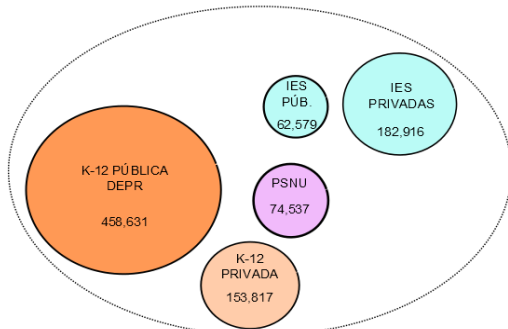 IES
PÚB.
62,579
IES
PRIVADAS
182,916
K-12 PÚBLICA
DEPR
458,631
PSNU
74,537
K-12
PRIVADA
153,817